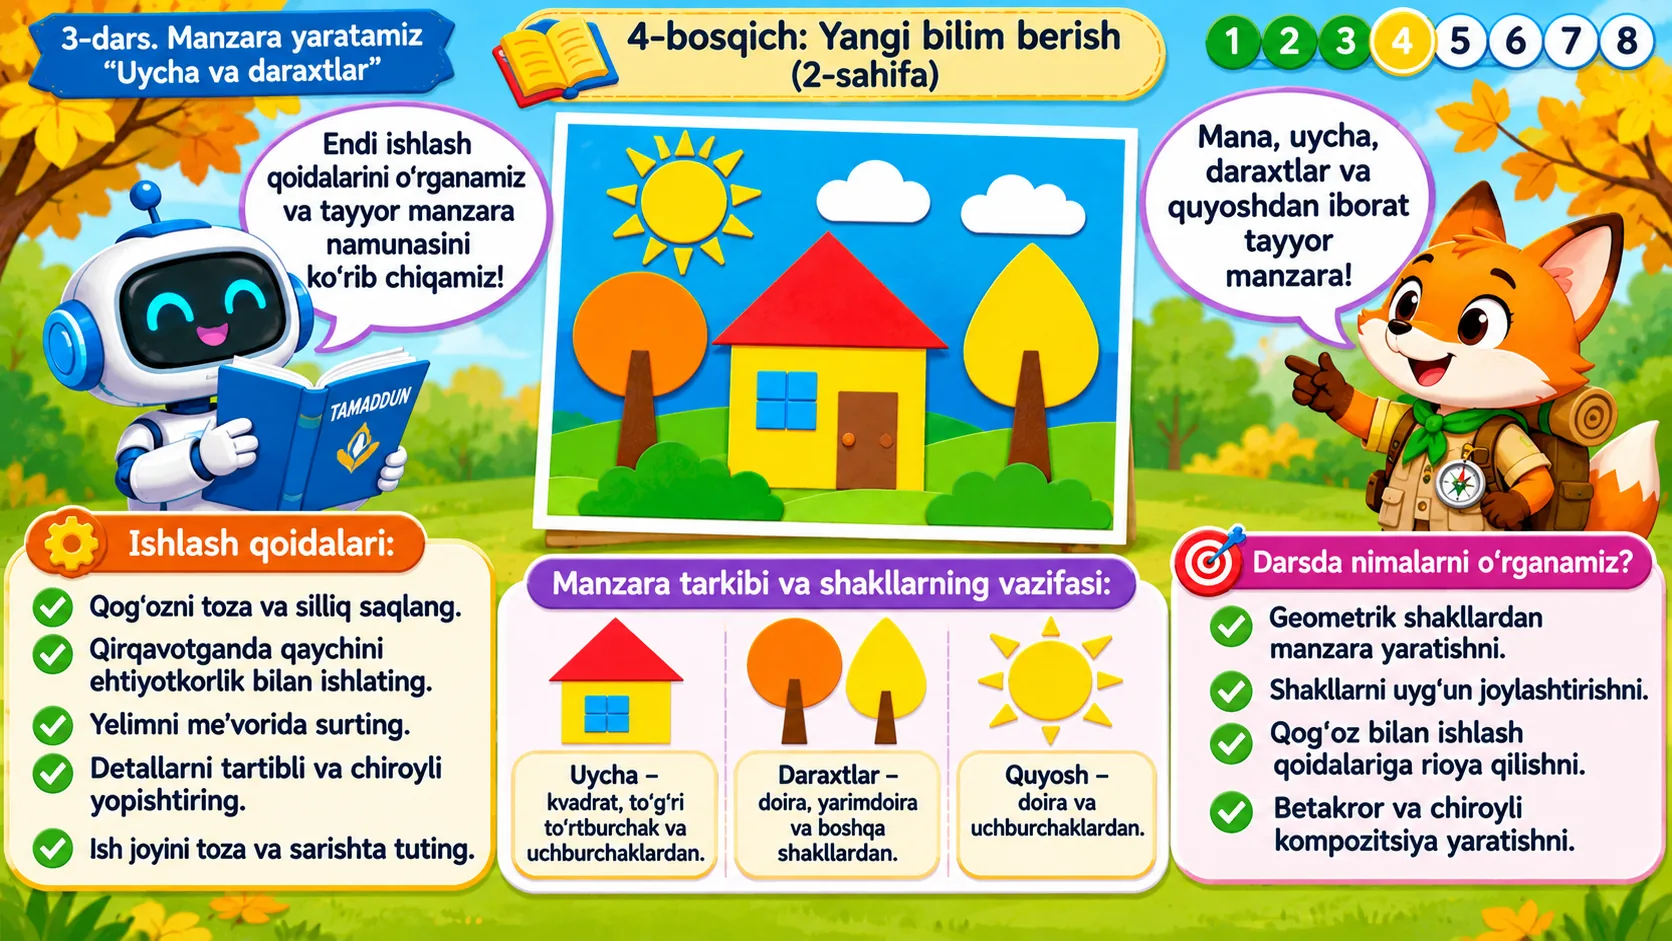 3-dars. Manzara yaratamiz
“Uycha va daraxtlar”
4-bosqich: Yangi bilim berish
(2-sahifa)
1 2 3 4 5 6 7 8
Endi ishlash
qoidalarini o‘rganamiz
va tayyor manzara
namunasini
ko‘rib chiqamiz!
Mana, uycha,
daraxtlar va
quyoshdan iborat
tayyor
manzara!
TAMADDUN
Ishlash qoidalari:
Qog‘ozni toza va silliq saqlang.
Qirqavotganda qaychini
ehtiyotkorlik bilan ishlating.
Yelimni me’vorida surting.
Detallarni tartibli va chiroyli
yopishtiring.
Ish joyini toza va sarishta tuting.
Manzara tarkibi va shakllarning vazifasi:
Uycha –
kvadrat, to‘g‘ri
to‘rtburchak va
uchburchaklardan.
Daraxtlar –
doira, yarimdoira
va boshqa
shakllardan.
Quyosh –
doira va
uchburchaklardan.
Darsda nimalarni o‘rganamiz?
Geometrik shakllardan
manzara yaratishni.
Shakllarni uyg‘un joylashtirishni.
Qog‘oz bilan ishlash
qoidalariga rioya qilishni.
Betakror va chiroyli
kompozitsiya yaratishni.